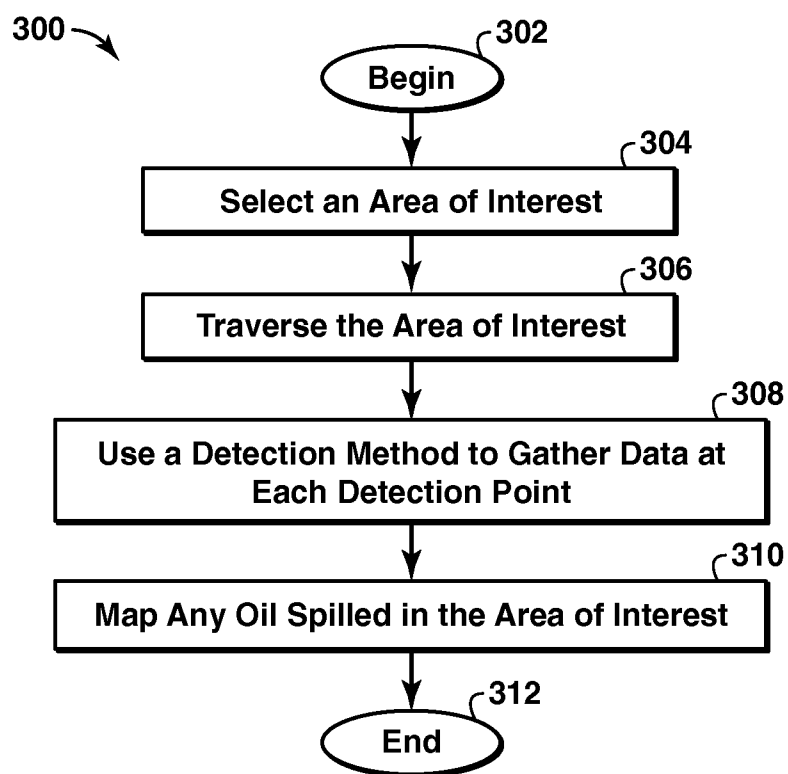 300
302
Begin
304
Select an Area of Interest
306
Traverse the Area of Interest
308
Use a Detection Method to Gather Data at
Each Detection Point
310
Map Any Oil Spilled in the Area of Interest
312
End